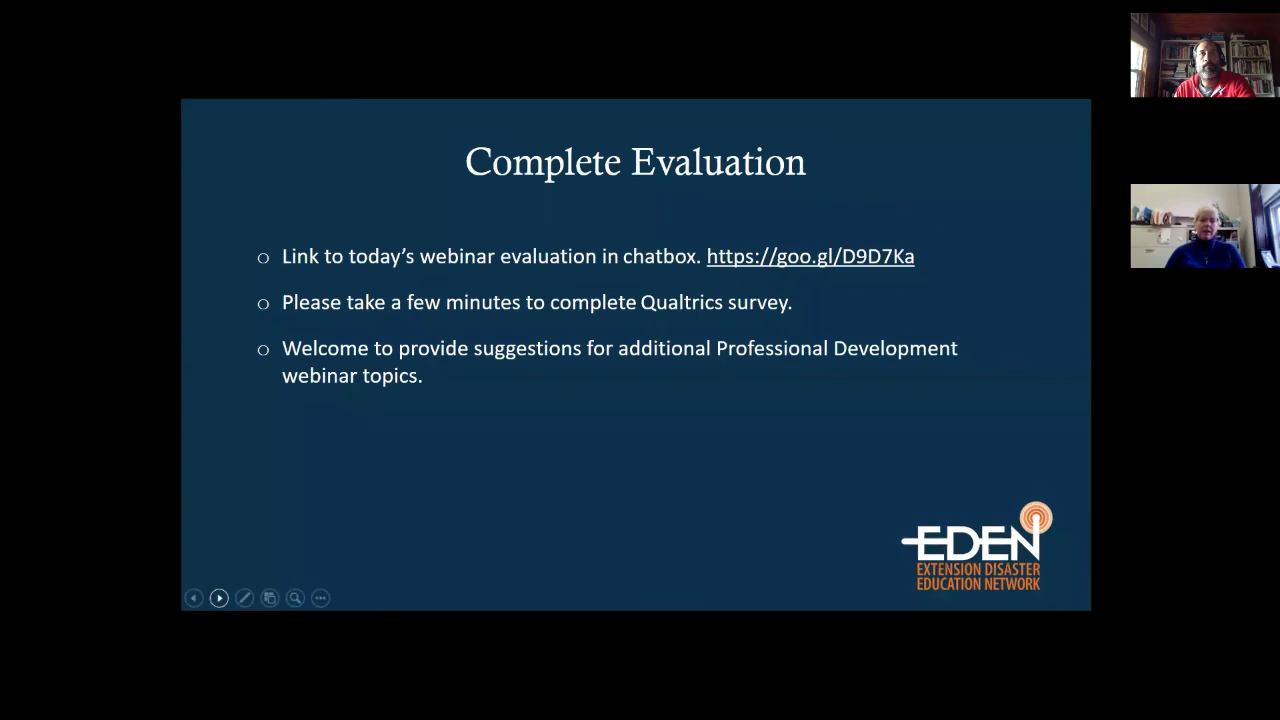 Complete Evaluation
○ Link to today’s webinar evaluation in chatbox. https://goo.gl/D9D7Ka
○ Please take a few minutes to complete Qualtrics survey.
○ Welcome to provide suggestions for additional Professional Development
webinar topics.
EDEN
EXTENSION DISASTER
EDUCATION NETWORK